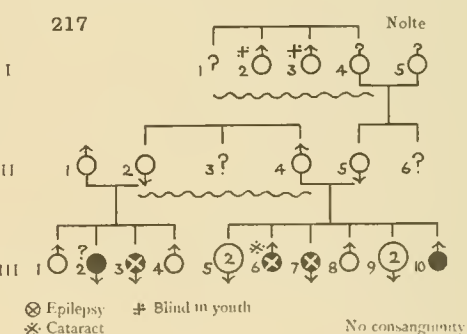 217 Nolte
I 1 ? 2 3 4 ? 5 ?
II 1 2 3 ? 4 5 6 ?
III 1 2 ? 3 4 5 2 6 7 8 9 2 10
Epilepsy Blind in youth
Cataract No consanguinity